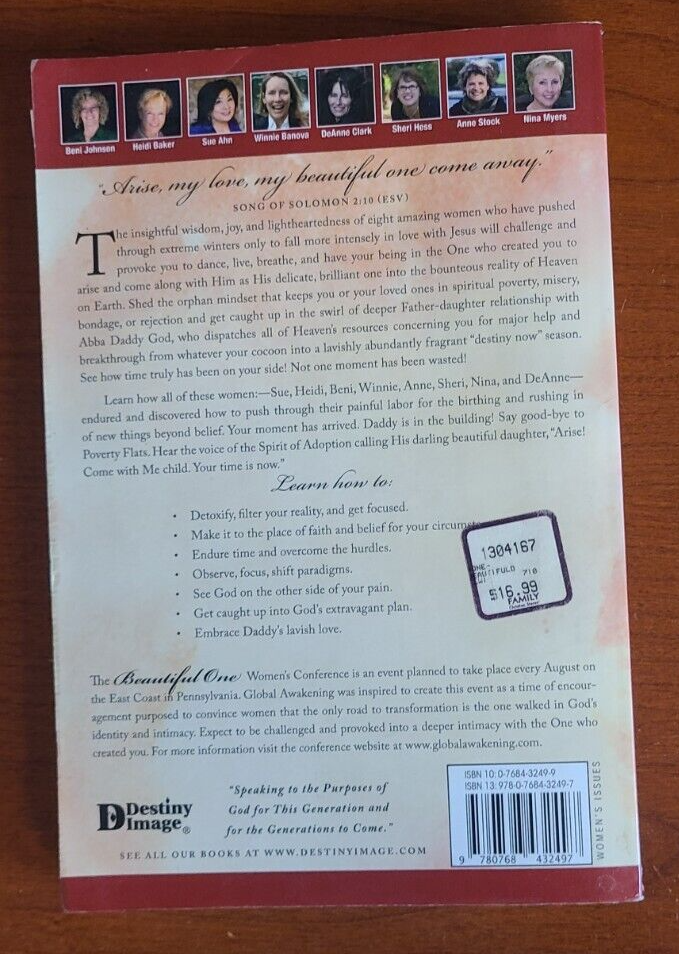 Beni Johnson
Heidi Baker
Sue Ahn
Winnie Banova
DeAnne Clark
Sheri Hess
Anne Stock
Nina Myers
"Arise, my love, my beautiful one come away."
SONG OF SOLOMON 2:10 (ESV)
The insightful wisdom, joy, and lightheartedness of eight amazing women who have pushed
through extreme winters only to fall more intensely in love with Jesus will challenge and
provoke you to dance, live, breathe, and have your being in the One who created you to
arise and come along with Him as His delicate, brilliant one into the bounteous reality of Heaven
on Earth. Shed the orphan mindset that keeps you or your loved ones in spiritual poverty, misery,
bondage, or rejection and get caught up in the swirl of deeper Father-daughter relationship with
Abba Daddy God, who dispatches all of Heaven's resources concerning you for major help and
breakthrough from whatever your cocoon into a lavishly abundantly fragrant "destiny now" season.
See how time truly has been on your side! Not one moment has been wasted!
Learn how all of these women:—Sue, Heidi, Beni, Winnie, Anne, Sheri, Nina, and DeAnne—
endured and discovered how to push through their painful labor for the birthing and rushing in
of new things beyond belief. Your moment has arrived. Daddy is in the building! Say good-bye to
Poverty Flats. Hear the voice of the Spirit of Adoption calling His darling beautiful daughter, "Arise!
Come with Me child. Your time is now."
Learn how to:
• Detoxify, filter your reality, and get focused.
• Make it to the place of faith and belief for your circumst
• Endure time and overcome the hurdles.
• Observe, focus, shift paradigms.
• See God on the other side of your pain.
• Get caught up into God's extravagant plan.
• Embrace Daddy's lavish love.
1304167
710
$16.99
FAMILY
Christian Stores
The Beautiful One Women's Conference is an event planned to take place every August on
the East Coast in Pennsylvania. Global Awakening was inspired to create this event as a time of encour-
agement purposed to convince women that the only road to transformation is the one walked in God's
identity and intimacy. Expect to be challenged and provoked into a deeper intimacy with the One who
created you. For more information visit the conference website at www.globalawakening.com.
Destiny
Image®
"Speaking to the Purposes of
God for This Generation and
for the Generations to Come."
SEE ALL OUR BOOKS AT WWW.DESTINYIMAGE.COM
ISBN 10: 0-7684-3249-9
ISBN 13: 978-0-7684-3249-7
9 780768 432497
WOMEN'S ISSUES